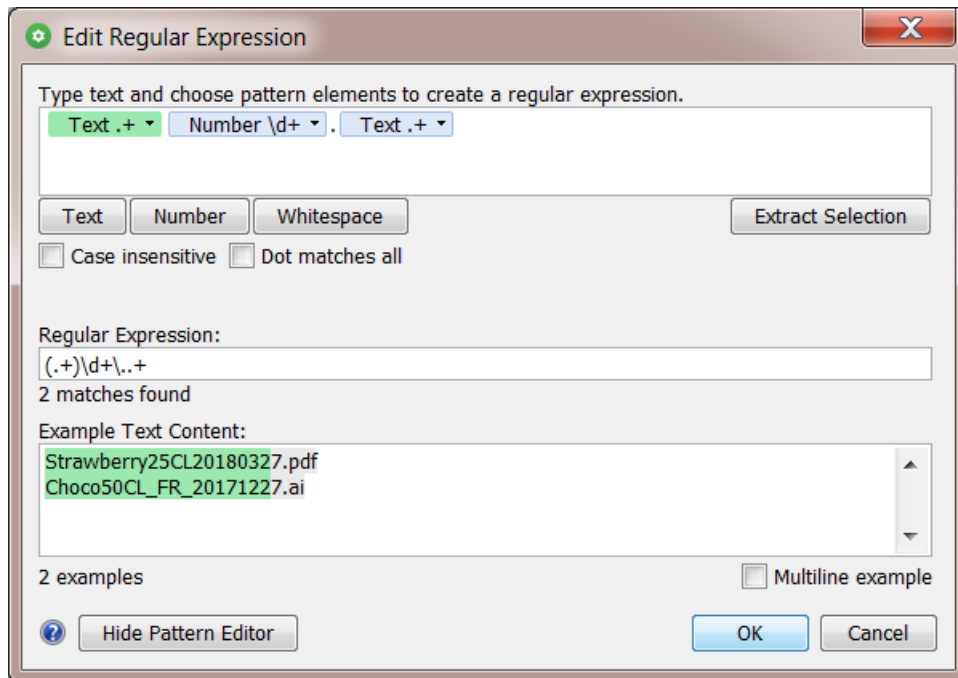 Edit Regular Expression
X
Type text and choose pattern elements to create a regular expression.
Text .+ Number \d+ . Text .+
Text Number Whitespace Extract Selection
Case insensitive Dot matches all
Regular Expression:
(.+)\d+\..+
2 matches found
Example Text Content:
Strawberry25CL20180327.pdf
Choco50CL_FR_20171227.ai
2 examples Multiline example
? Hide Pattern Editor OK Cancel